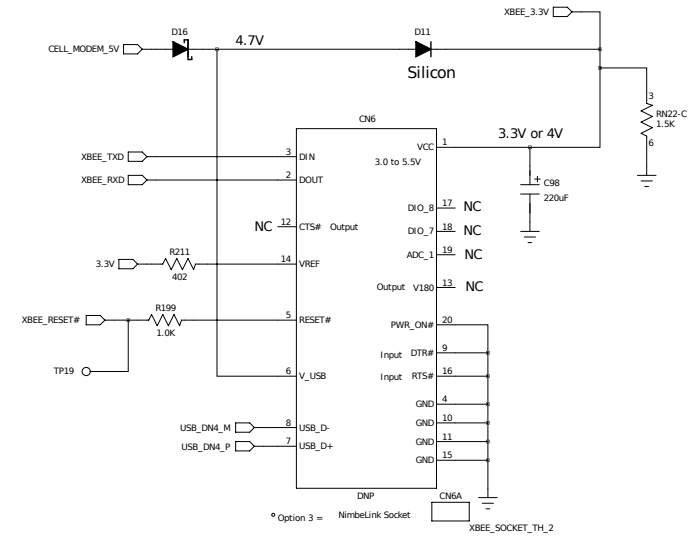 XBEE_3.3V
D16
D11
CELL_MODEM_5V
4.7V
Silicon
3
RN22-C
1.5K
6
CN6
3.3V or 4V
VCC
1
3.0 to 5.5V
XBEE_TXD
3
DIN
XBEE_RXD
2
DOUT
+
C98
220uF
DIO_8
17
NC
NC
12
CTS#
Output
DIO_7
18
NC
ADC_1
19
NC
3.3V
R211
402
14
VREF
Output
V180
13
NC
XBEE_RESET#
R199
1.0K
5
RESET#
PWR_ON#
20
Input
DTR#
9
TP19
6
V_USB
Input
RTS#
16
GND
4
USB_DN4_M
8
USB_D-
GND
10
USB_DN4_P
7
USB_D+
GND
11
GND
15
DNP
CN6A
Option 3 =
NimbeLink Socket
XBEE_SOCKET_TH_2